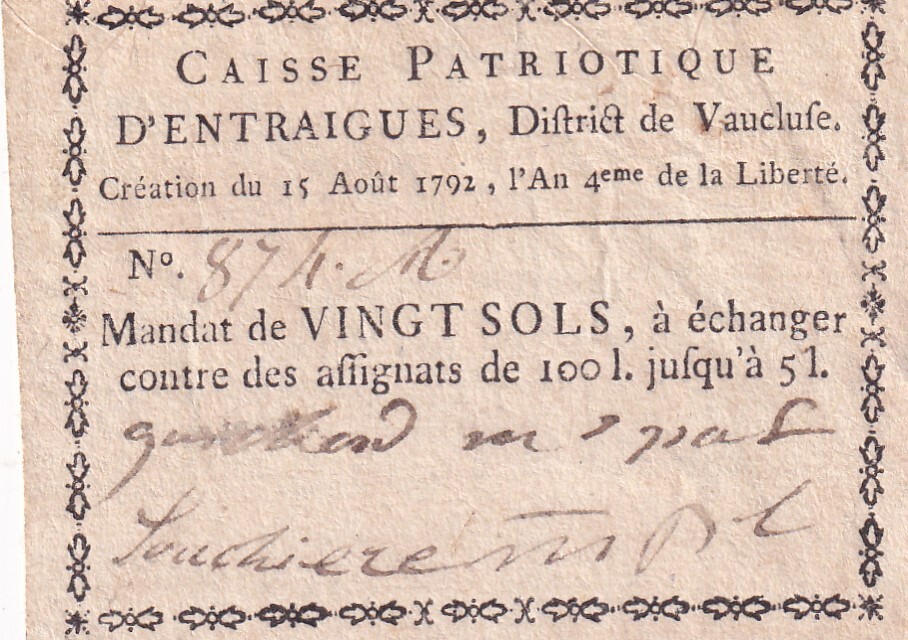 CAISSE PATRIOTIQUE
D'ENTRAIGUES, Diſtrict de Vaucluſe.
Création du 15 Août 1792, l'An 4eme de la Liberté.
No. 874.
Mandat de VINGT SOLS, à échanger
contre des aſſignats de 100 l. juſqu'à 5 l.
Souchiere